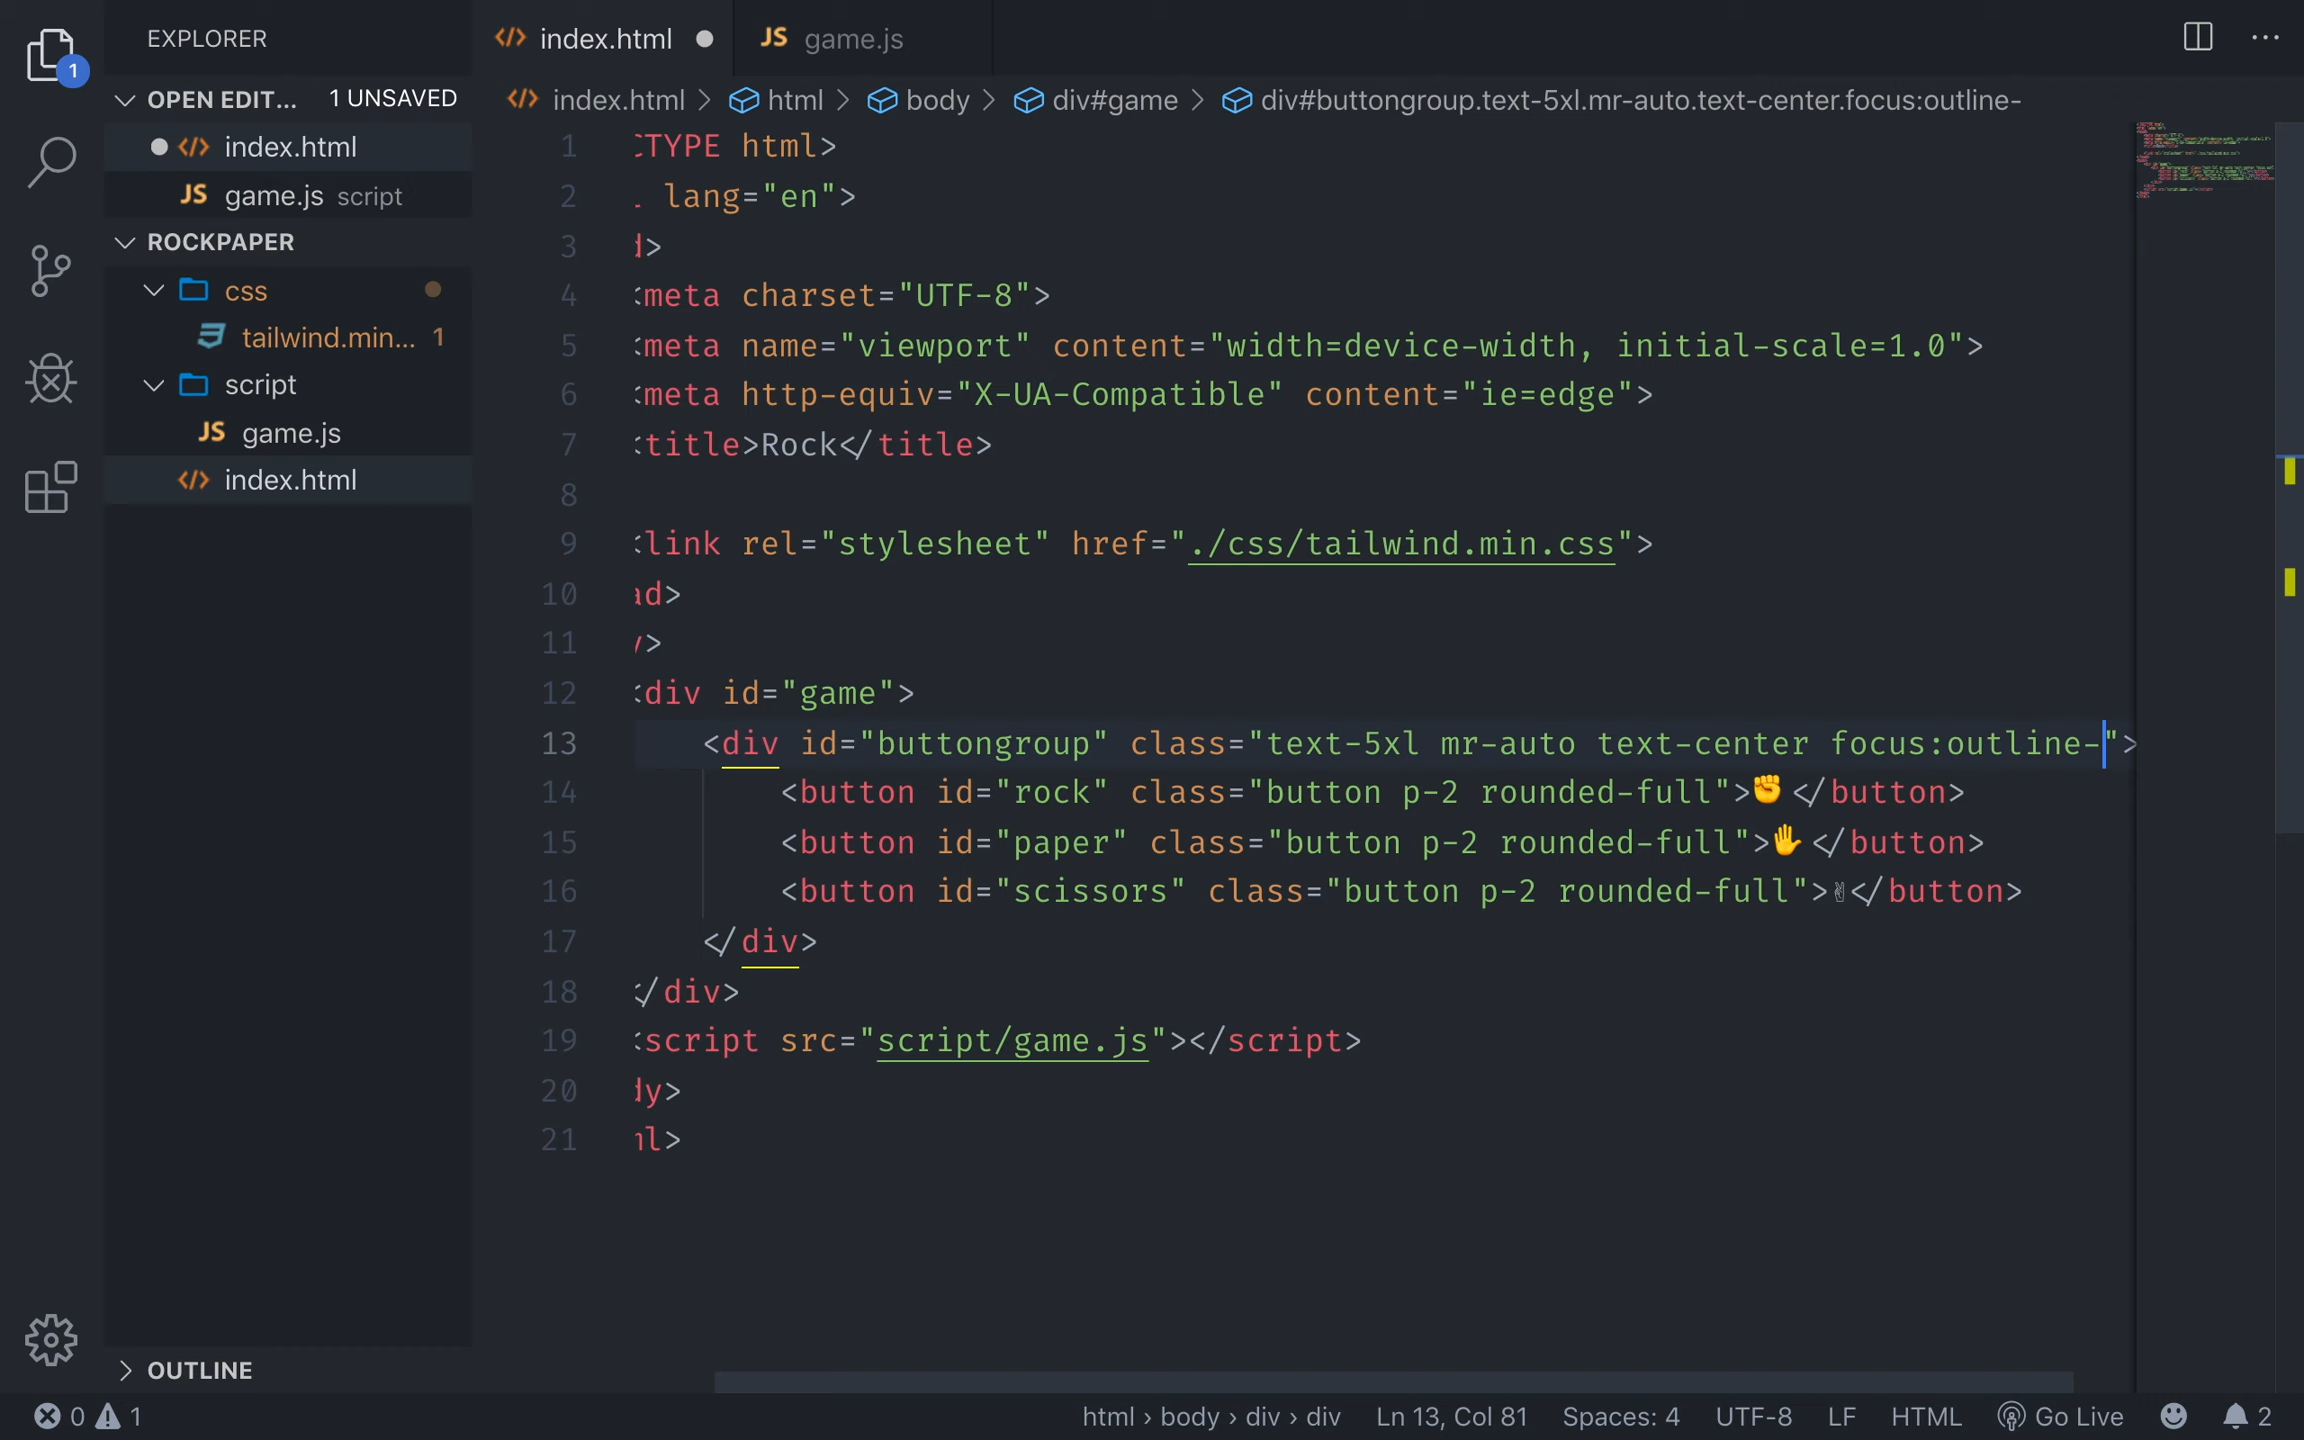 EXPLORER
index.html
JS game.js
1
OPEN EDIT... 1 UNSAVED
index.html
JS game.js script
ROCKPAPER
css
tailwind.min... 1
script
JS game.js
index.html
OUTLINE
index.html > html > body > div#game > div#buttongroup.text-5xl.mr-auto.text-center.focus:outline-
1 CTYPE html>
2 lang="en">
3 d>
4 <meta charset="UTF-8">
5 <meta name="viewport" content="width=device-width, initial-scale=1.0">
6 <meta http-equiv="X-UA-Compatible" content="ie=edge">
7 <title>Rock</title>
8
9 <link rel="stylesheet" href="./css/tailwind.min.css">
10 ad>
11 y>
12 <div id="game">
13 <div id="buttongroup" class="text-5xl mr-auto text-center focus:outline-">
14 <button id="rock" class="button p-2 rounded-full">✊</button>
15 <button id="paper" class="button p-2 rounded-full">✋</button>
16 <button id="scissors" class="button p-2 rounded-full">✌</button>
17 </div>
18 </div>
19 <script src="script/game.js"></script>
20 dy>
21 ml>
0 1
html › body › div › div Ln 13, Col 81 Spaces: 4 UTF-8 LF HTML Go Live 2